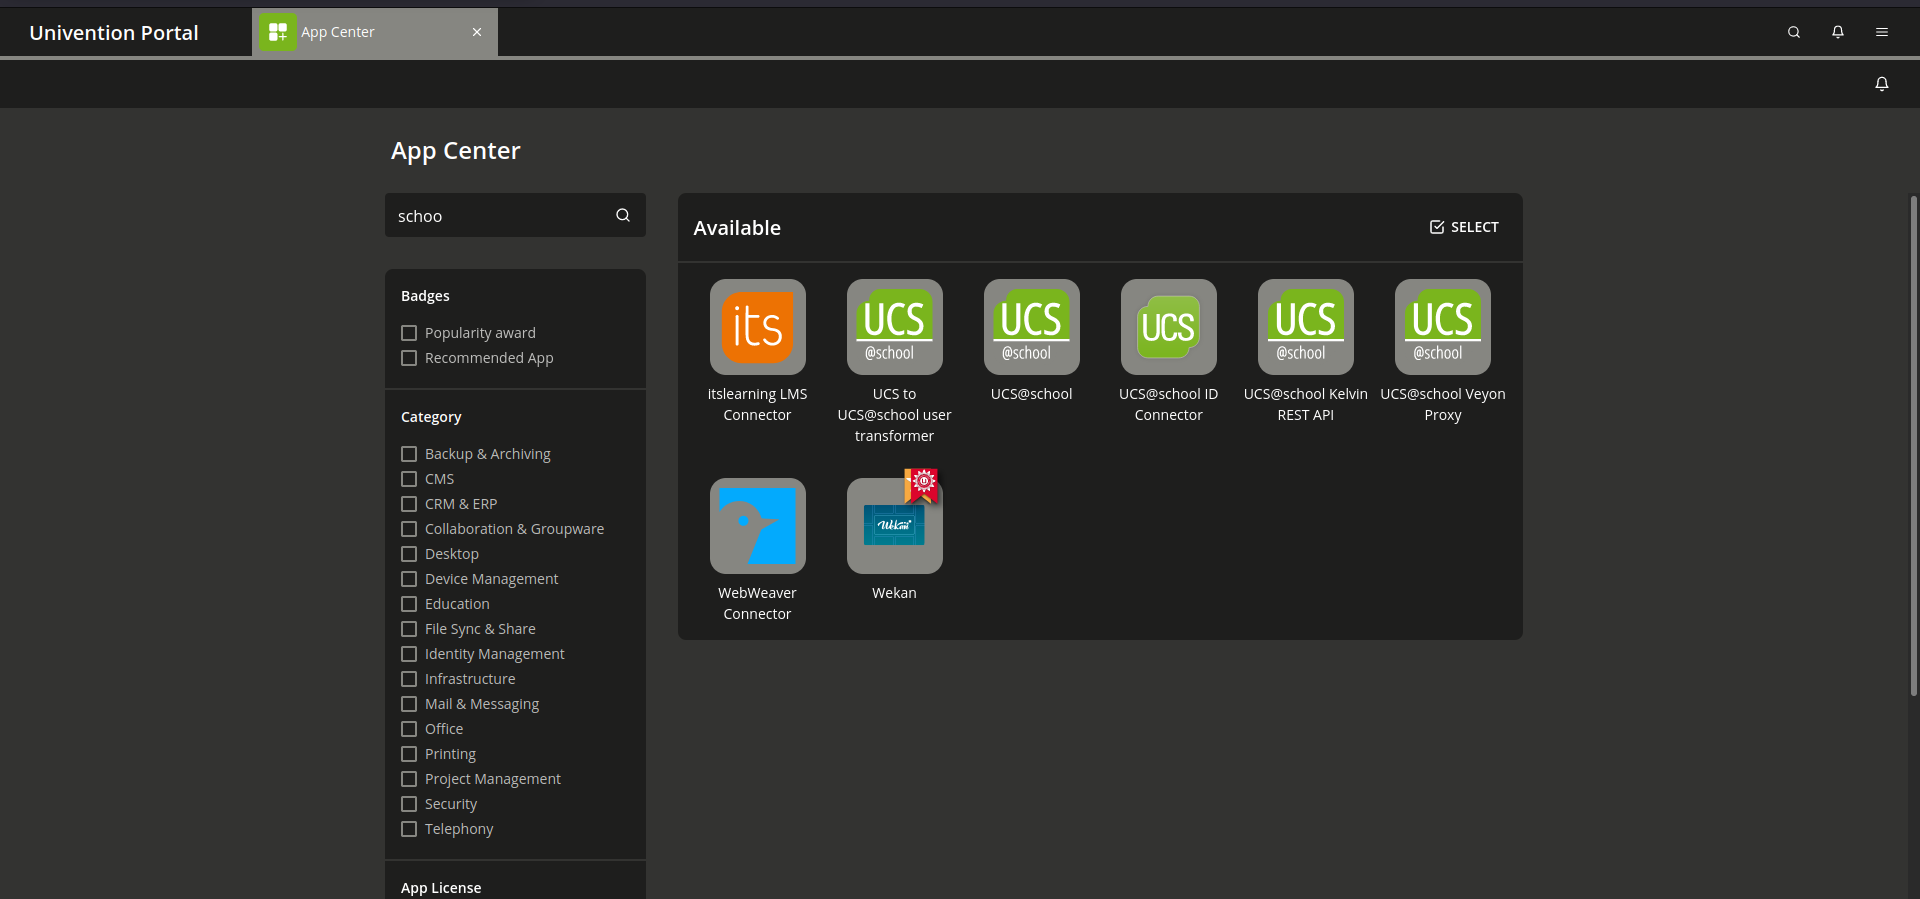 Univention Portal
App Center
App Center
schoo
Badges
Popularity award
Recommended App
Category
Backup & Archiving
CMS
CRM & ERP
Collaboration & Groupware
Desktop
Device Management
Education
File Sync & Share
Identity Management
Infrastructure
Mail & Messaging
Office
Printing
Project Management
Security
Telephony
App License
Available
SELECT
its
itslearning LMS
Connector
UCS
@school
UCS to
UCS@school user
transformer
UCS
@school
UCS@school
UCS
UCS@school ID
Connector
UCS
@school
UCS@school Kelvin
REST API
UCS
@school
UCS@school Veyon
Proxy
WebWeaver
Connector
Wekan
Wekan